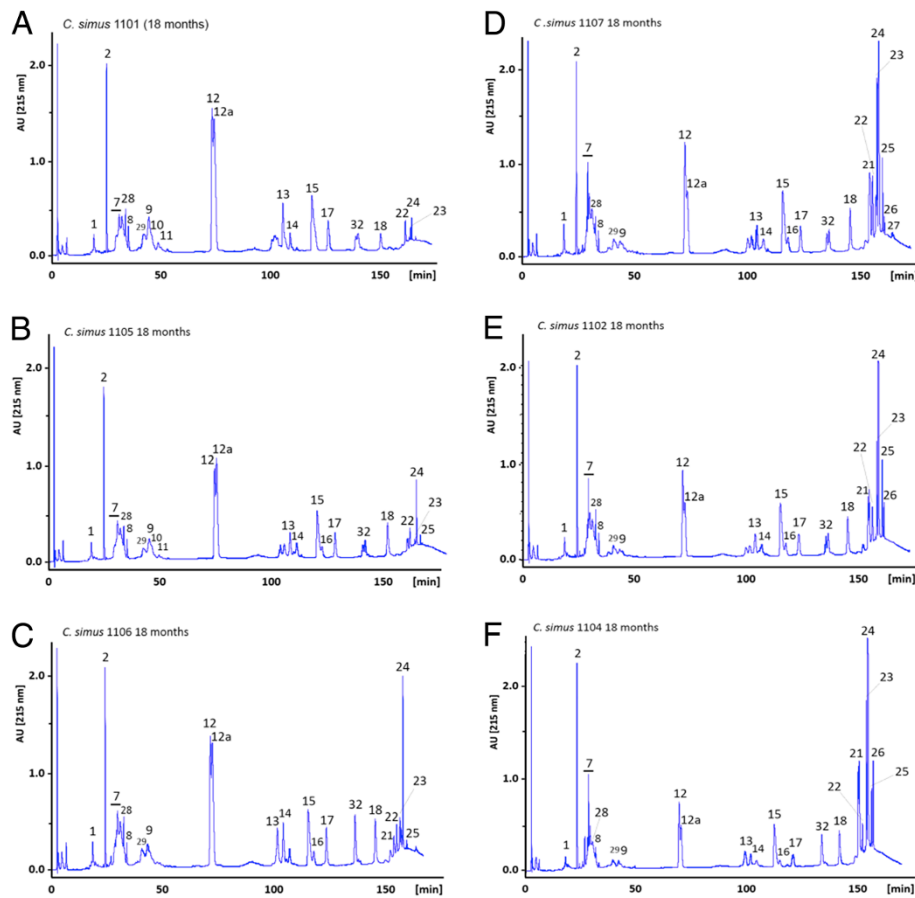 A
C. simus 1101 (18 months)
AU [215 nm]
2.0
1.0
0.0
1 2 7 28 8 29 9 10 11 12 12a 13 14 15 17 32 18 22 24 23
50 100 150 [min]
B
C. simus 1105 18 months
AU [215 nm]
2.0
1.0
0.0
1 2 7 28 8 29 9 10 11 12 12a 13 14 15 16 17 32 18 22 24 23 25
50 100 150 [min]
C
C. simus 1106 18 months
AU [215 nm]
2.0
1.0
0.0
1 2 7 28 8 29 9 12 12a 13 14 15 16 17 32 18 21 22 24 23 25
50 100 150 [min]
D
C .simus 1107 18 months
AU [215 nm]
2.0
1.0
0.0
1 2 7 28 8 29 9 12 12a 13 14 15 16 17 32 18 22 21 24 23 25 26 27
50 100 150 [min]
E
C. simus 1102 18 months
AU [215 nm]
2.0
1.0
0.0
1 2 7 28 8 29 9 12 12a 13 14 15 16 17 32 18 22 21 24 23 25 26
50 100 150 [min]
F
C. simus 1104 18 months
AU [215 nm]
2.0
1.0
0.0
1 2 7 28 8 29 9 12 12a 13 14 15 16 17 32 18 22 21 24 23 26 25
50 100 150 [min]